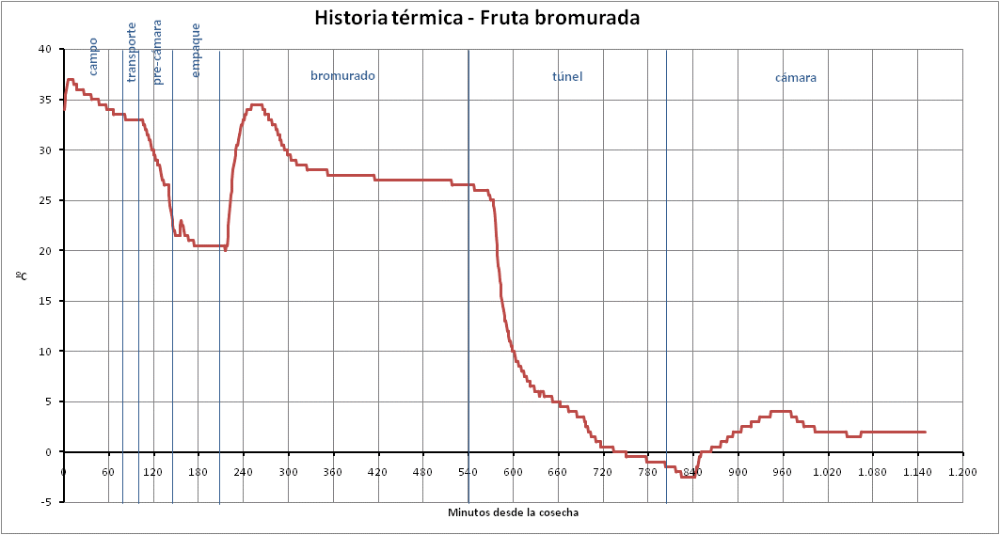 Historia térmica - Fruta bromurada
campo
transporte
pre-cámara
empaque
bromurado
túnel
cámara
40
35
30
25
20
15
10
5
0
-5
ºC
0 60 120 180 240 300 360 420 480 540 600 660 720 780 840 900 960 1.020 1.080 1.140 1.200
Minutos desde la cosecha